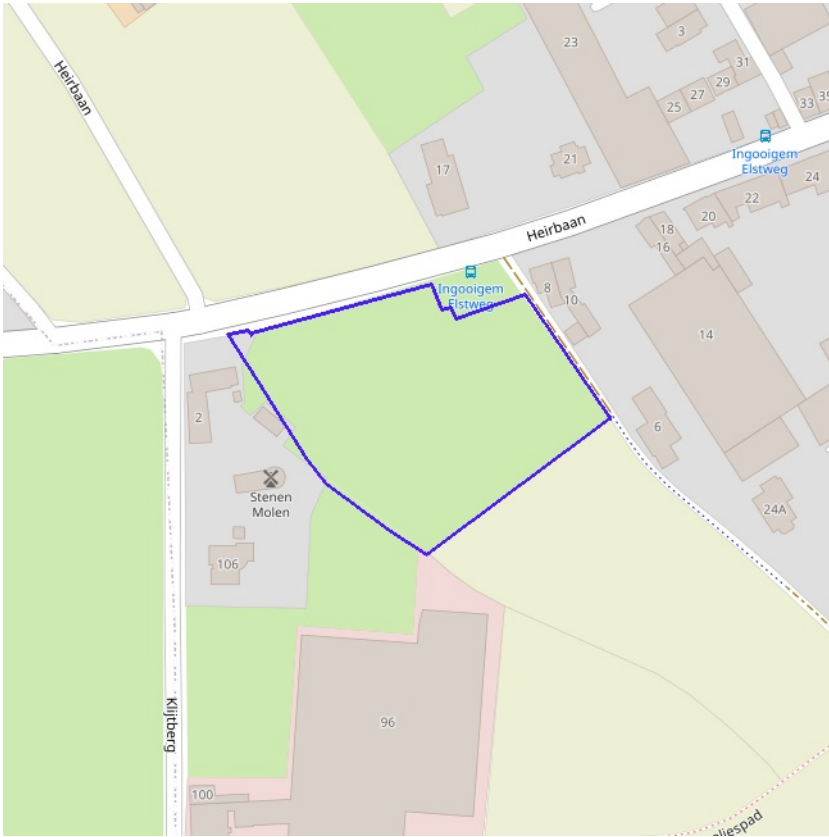 Heirbaan
23
3
31
29
27
25
33
35
Ingooigem
Elstweg
17
21
24
22
20
Heirbaan
18
16
Ingooigem
Elstweg
8
10
14
2
6
Stenen
Molen
24A
106
96
Klijtberg
100